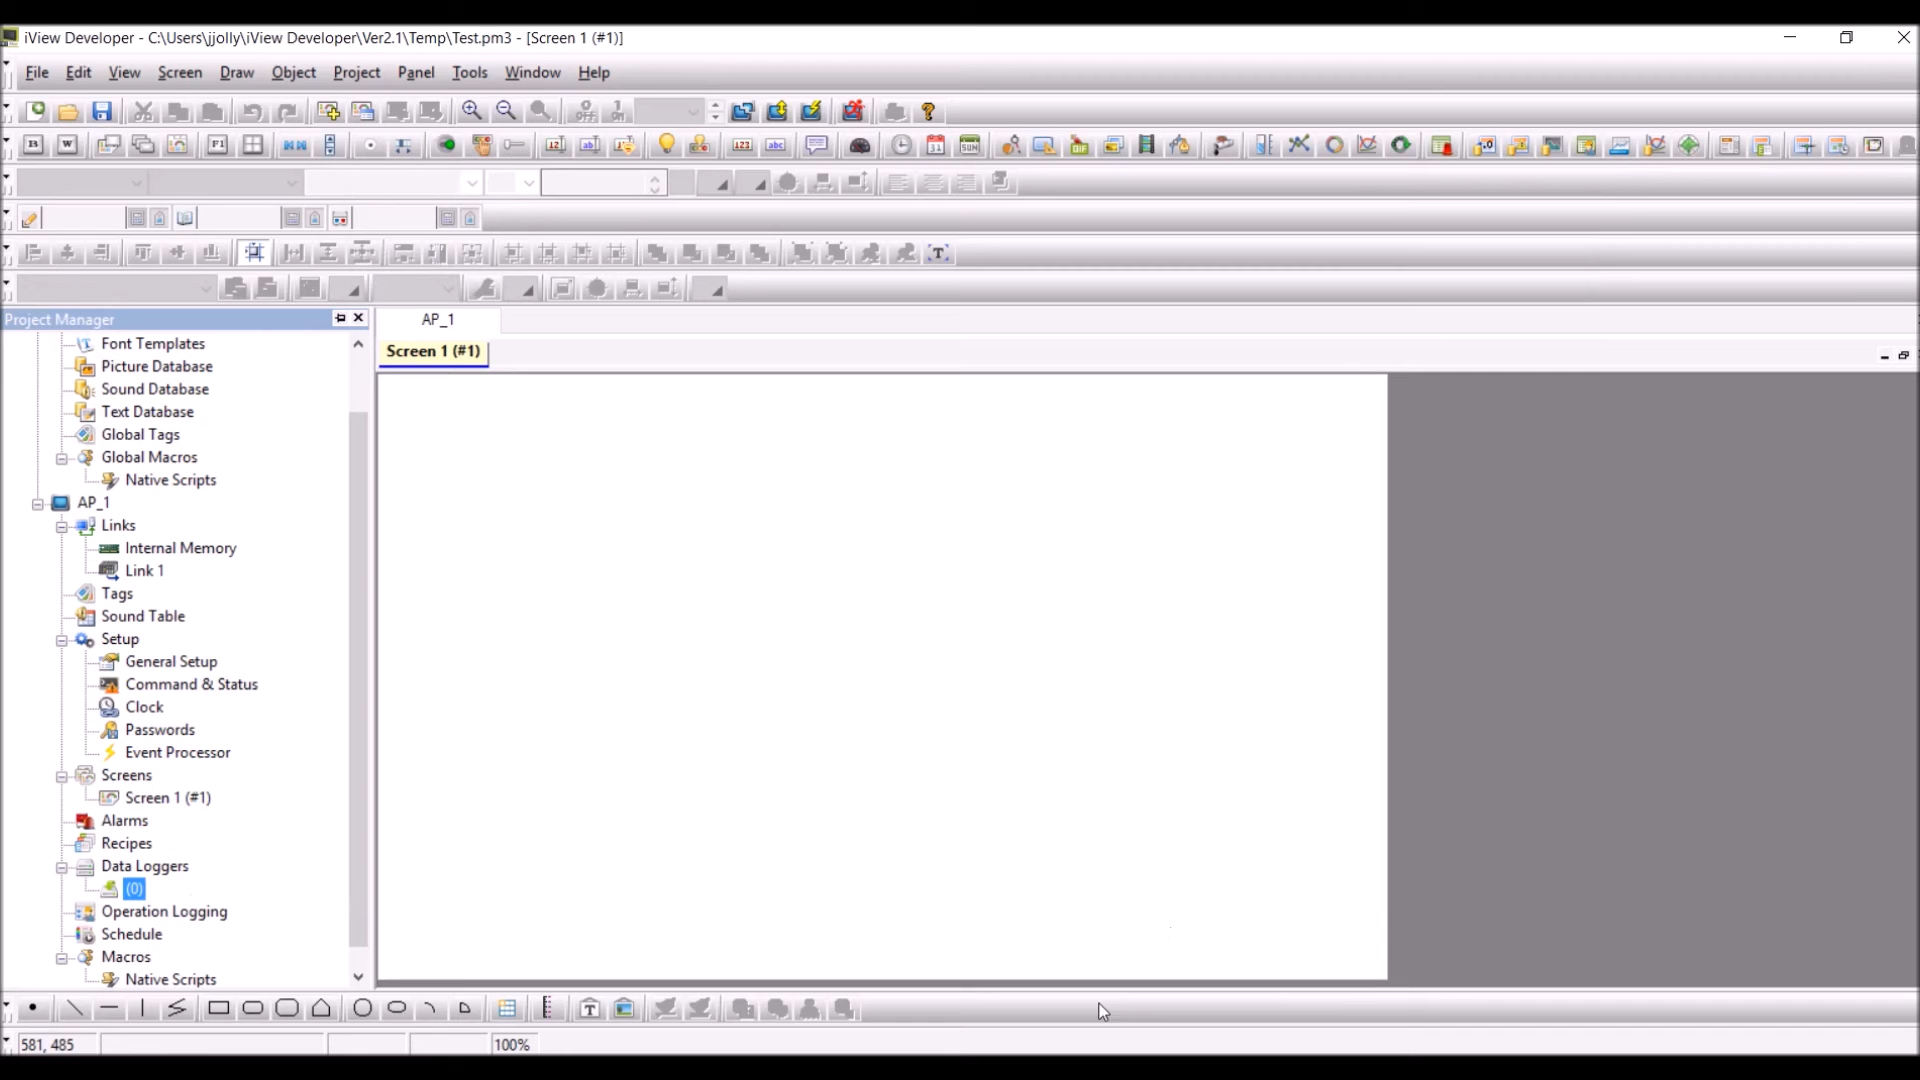 iView Developer - C:\Users\jjolly\iView Developer\Ver2.1\Temp\Test.pm3 - [Screen 1 (#1)]
File Edit View Screen Draw Object Project Panel Tools Window Help
Project Manager
AP_1
Screen 1 (#1)
Font Templates
Picture Database
Sound Database
Text Database
Global Tags
Global Macros
Native Scripts
AP_1
Links
Internal Memory
Link 1
Tags
Sound Table
Setup
General Setup
Command & Status
Clock
Passwords
Event Processor
Screens
Screen 1 (#1)
Alarms
Recipes
Data Loggers
(0)
Operation Logging
Schedule
Macros
Native Scripts
581, 485
100%